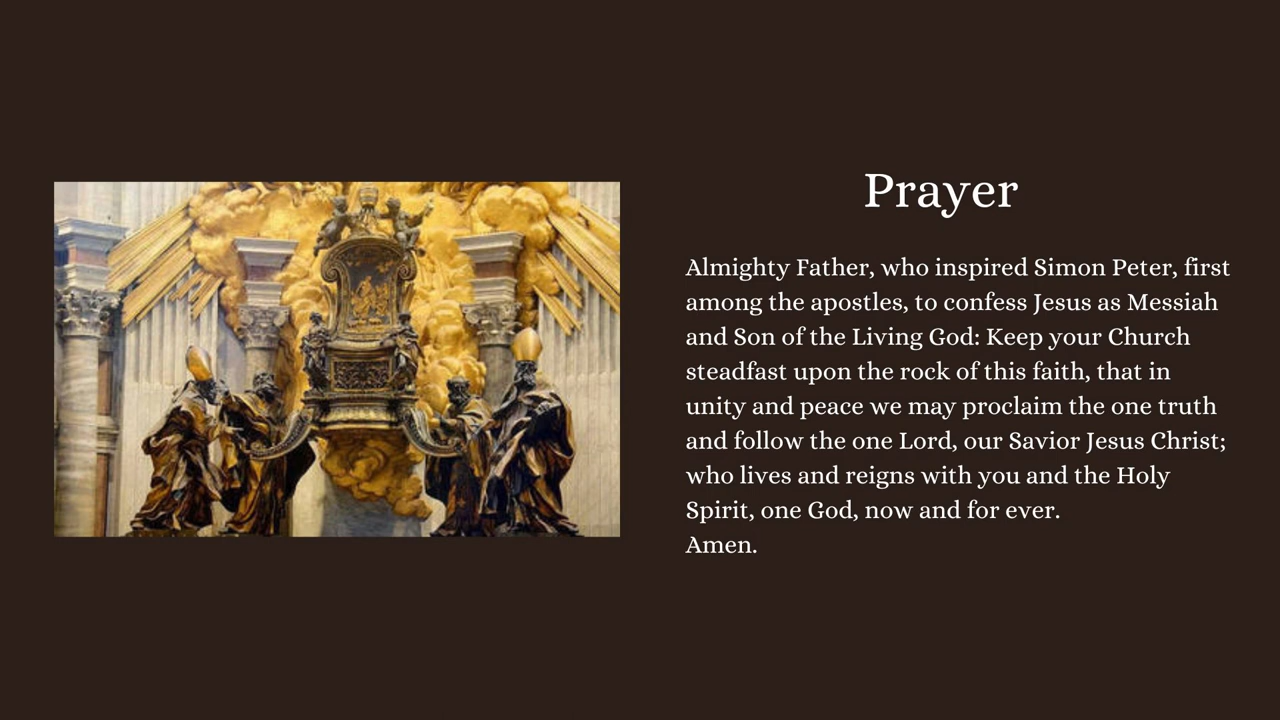 Prayer
Almighty Father, who inspired Simon Peter, first
among the apostles, to confess Jesus as Messiah
and Son of the Living God: Keep your Church
steadfast upon the rock of this faith, that in
unity and peace we may proclaim the one truth
and follow the one Lord, our Savior Jesus Christ;
who lives and reigns with you and the Holy
Spirit, one God, now and for ever.
Amen.